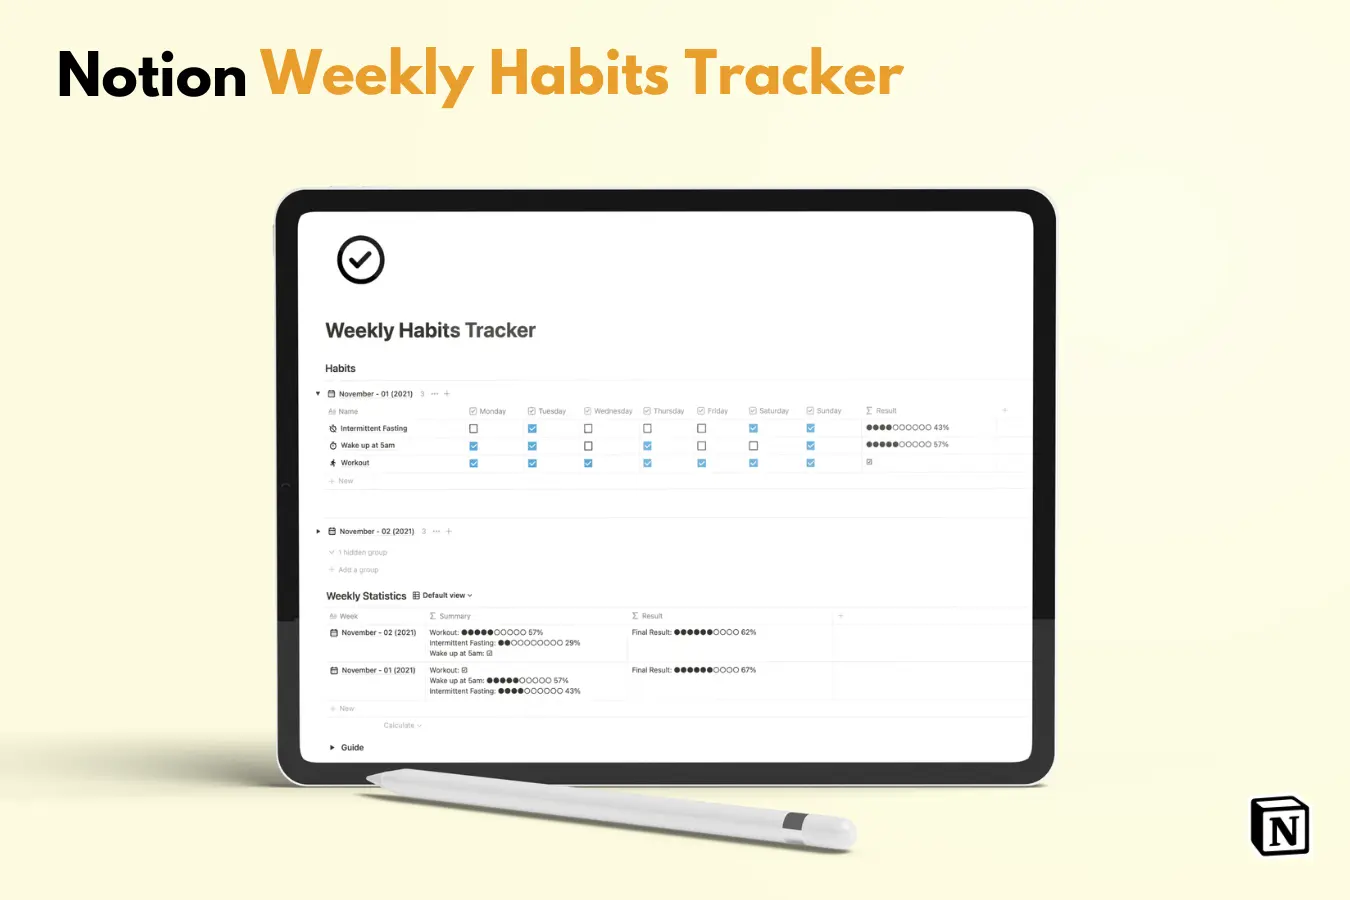 Notion Weekly Habits Tracker
Weekly Habits Tracker
Habits
November - 01 (2021) 3 ··· +
Aa Name Monday Tuesday Wednesday Thursday Friday Saturday Sunday Σ Result +
Intermittent Fasting ●●●●○○○○○○ 43%
Wake up at 5am ●●●●●○○○○○ 57%
Workout
+ New
November - 02 (2021) 3 ··· +
1 hidden group
+ Add a group
Weekly Statistics Default view
Aa Week Σ Summary Σ Result +
November - 02 (2021) Workout: ●●●●●○○○○○ 57% Final Result: ●●●●●●○○○○ 62%
Intermittent Fasting: ●●○○○○○○○○ 29%
Wake up at 5am: ☑
November - 01 (2021) Workout: ☑ Final Result: ●●●●●●○○○○ 67%
Wake up at 5am: ●●●●●○○○○○ 57%
Intermittent Fasting: ●●●●○○○○○○ 43%
+ New
Calculate
Guide
N